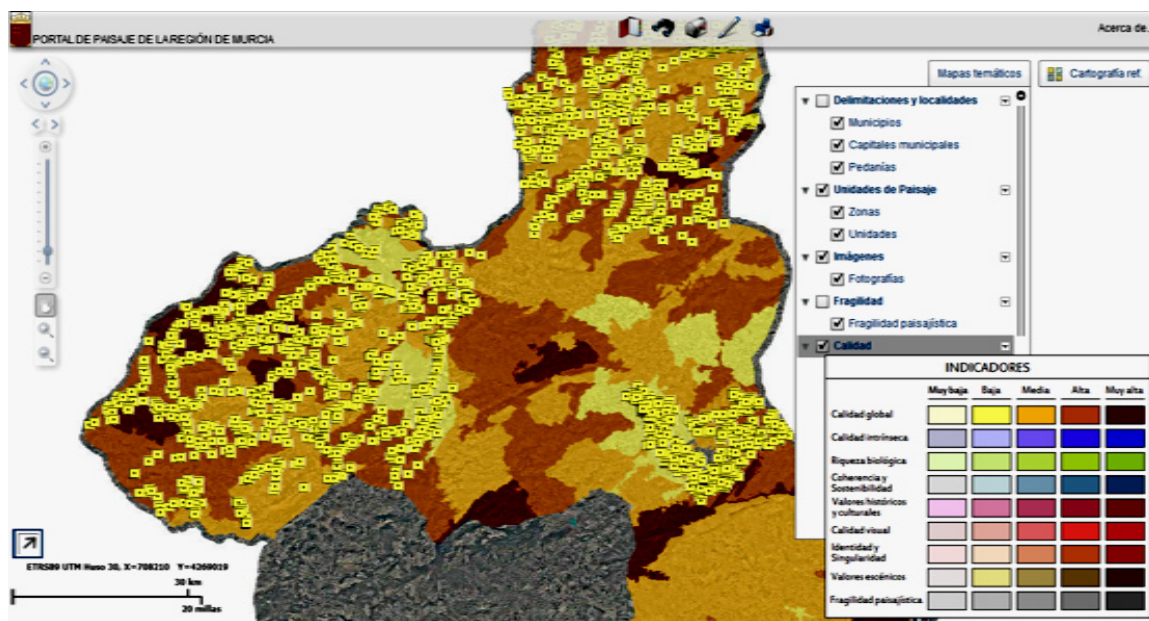 PORTAL DE PAISAJE DE LA REGIÓN DE MURCIA
Acerca de.
Mapas temáticos
Cartografía ref.
Delimitaciones y localidades
Municipios
Capitales municipales
Pedanías
Unidades de Paisaje
Zonas
Unidades
Imágenes
Fotografías
Fragilidad
Fragilidad paisajística
Calidad
INDICADORES
Muy baja Baja Media Alta Muy alta
Calidad global
Calidad intrínseca
Riqueza biológica
Coherencia y
Sostenibilidad
Valores históricos
y culturales
Calidad visual
Identidad y
Singularidad
Valores escénicos
Fragilidad paisajística
ETRS89 UTM Huso 30, X=708210 Y=4269019
30 km
20 millas